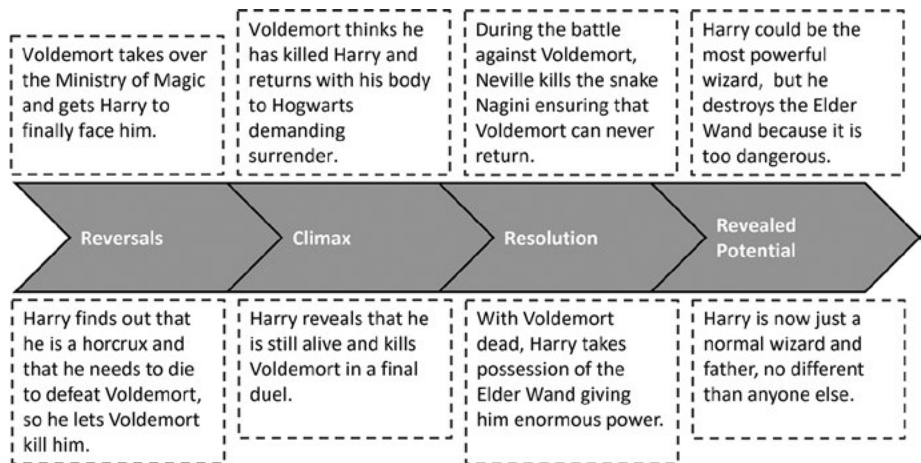 Voldemort takes over
the Ministry of Magic
and gets Harry to
finally face him.
Voldemort thinks he
has killed Harry and
returns with his body
to Hogwarts
demanding
surrender.
During the battle
against Voldemort,
Neville kills the snake
Nagini ensuring that
Voldemort can never
return.
Harry could be the
most powerful
wizard, but he
destroys the Elder
Wand because it is
too dangerous.
Reversals
Climax
Resolution
Revealed
Potential
Harry finds out that
he is a horcrux and
that he needs to die
to defeat Voldemort,
so he lets Voldemort
kill him.
Harry reveals that he
is still alive and kills
Voldemort in a final
duel.
With Voldemort
dead, Harry takes
possession of the
Elder Wand giving
him enormous power.
Harry is now just a
normal wizard and
father, no different
than anyone else.